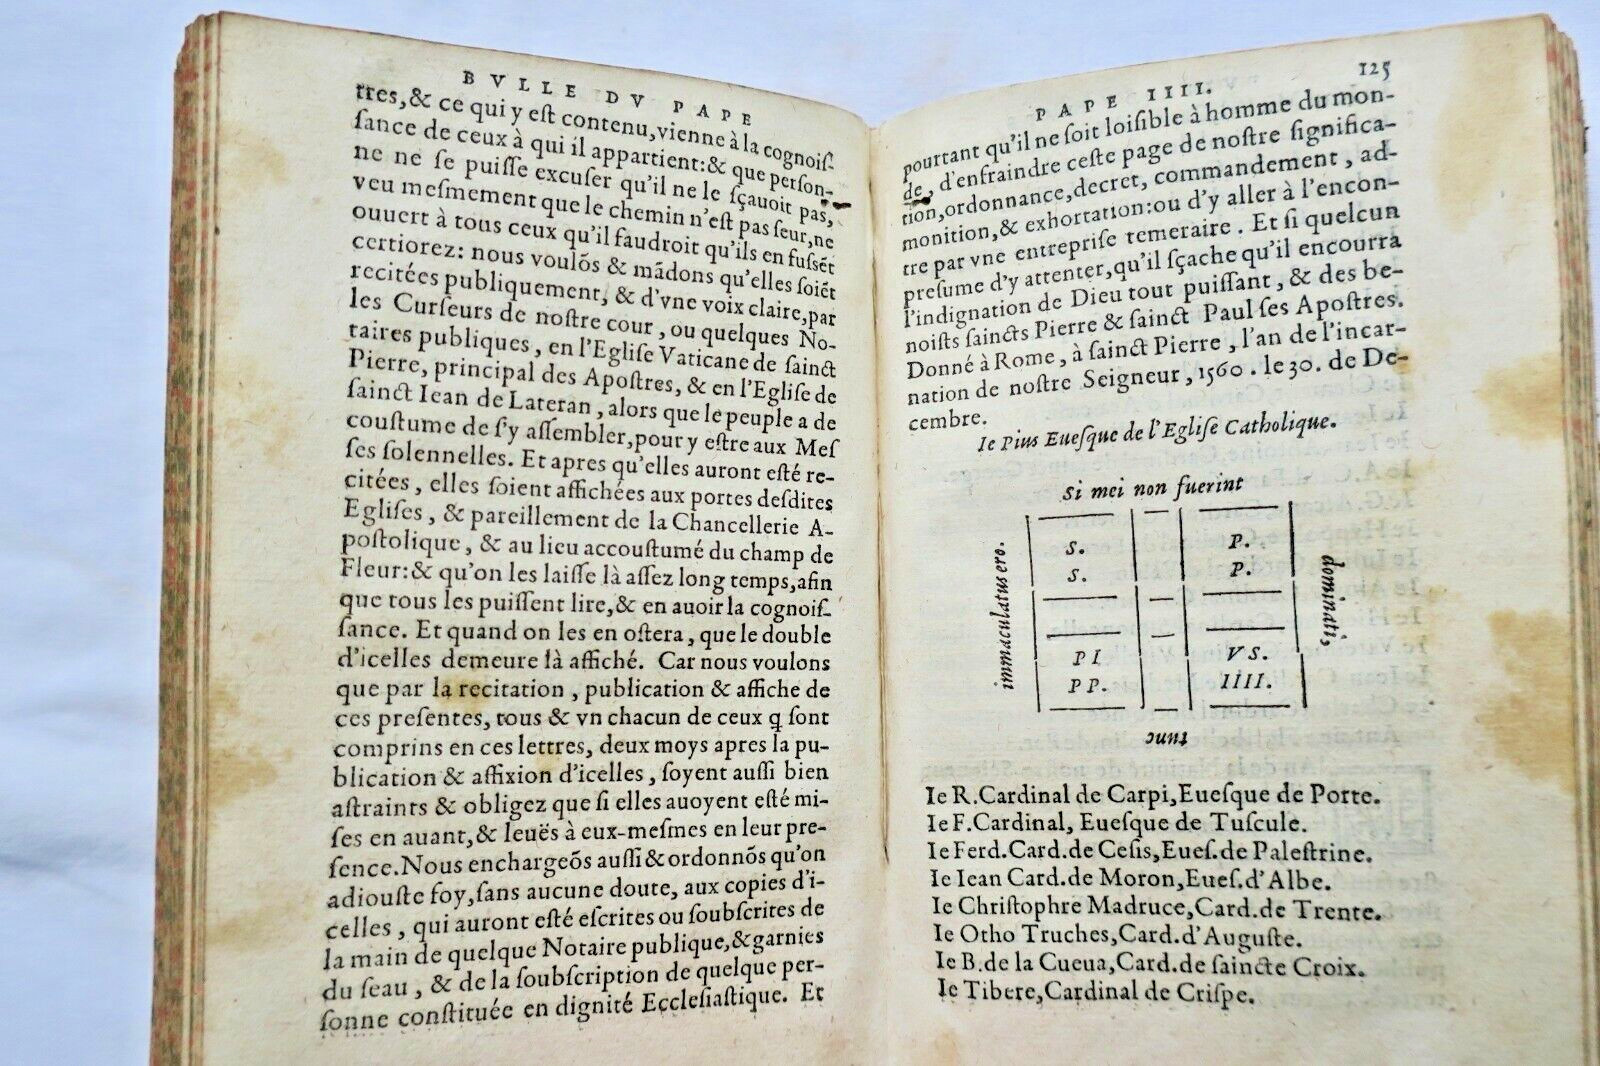 BVLLE DV PAPE
tres,& ce qui y eſt contenu,vienne à la cognoiſ-
ſance de ceux à qui il appartient:& que perſon-
ne ne ſe puiſſe excuſer qu'il ne le ſçauoit pas,
veu meſmement que le chemin n'eſt pas ſeur,ne
ouuert à tous ceux qu'il faudroit qu'ils en fuſſẽt
certiorez: nous voulõs & mãdons qu'elles ſoiẽt
recitées publiquement, & d'vne voix claire,par
les Curſeurs de noſtre cour, ou quelques No-
taires publiques, en l'Egliſe Vaticane de ſainct
Pierre, principal des Apoſtres, & en l'Egliſe de
ſainct Iean de Lateran, alors que le peuple a de
couſtume de s'y aſſembler,pour y eſtre aux Meſ
ſes ſolennelles. Et apres qu'elles auront eſté re-
citées, elles ſoient affichées aux portes deſdites
Egliſes, & pareillement de la Chancellerie A-
poſtolique, & au lieu accouſtumé du champ de
Fleur:& qu'on les laiſſe là aſſez long temps,afin
que tous les puiſſent lire,& en auoir la cognoiſ-
ſance. Et quand on les en oſtera, que le double
d'icelles demeure là affiché. Car nous voulons
que par la recitation, publication & affiche de
ces preſentes, tous & vn chacun de ceux q ſont
comprins en ces lettres, deux moys apres la pu-
blication & affixion d'icelles, ſoyent auſſi bien
aſtraints & obligez que ſi elles auoyent eſté mi-
ſes en auant,& leuës à eux-meſmes en leur pre-
ſence.Nous enchargeõs auſſi & ordonnõs qu'on
adiouſte foy,ſans aucune doute, aux copies d'i-
celles, qui auront eſté eſcrites ou ſoubſcrites de
la main de quelque Notaire publique,& garnies
du ſeau, & de la ſoubſcription de quelque per-
ſonne conſtituée en dignité Eccleſiaſtique. Et
PAPE IIII. 125
pourtant qu'il ne ſoit loiſible à homme du mon-
de, d'enfraindre ceſte page de noſtre ſignifica-
tion,ordonnance,decret, commandement, ad-
monition,& exhortation:ou d'y aller à l'encon-
tre par vne entrepriſe temeraire. Et ſi quelcun
preſume d'y attenter,qu'il ſçache qu'il encourra
l'indignation de Dieu tout puiſſant, & des be-
noiſts ſaincts Pierre & ſainct Paul ſes Apoſtres.
Donné à Rome, à ſainct Pierre, l'an de l'incar-
nation de noſtre Seigneur, 1560. le 30. de De-
cembre.
Ie Pius Eueſque de l'Egliſe Catholique.
Si mei non fuerint
immaculatus ero.
S. P.
S. P.
PI VS.
PP. IIII.
dominati,
tunc
Ie R.Cardinal de Carpi,Eueſque de Porte.
Ie F.Cardinal, Eueſque de Tuſcule.
Ie Ferd.Card.de Ceſis,Eueſ.de Paleſtrine.
Ie Iean Card.de Moron,Eueſ.d'Albe.
Ie Chriſtophre Madruce,Card.de Trente.
Ie Otho Truches,Card.d'Auguſte.
Ie B.de la Cueua,Card.de ſaincte Croix.
Ie Tibere,Cardinal de Criſpe.